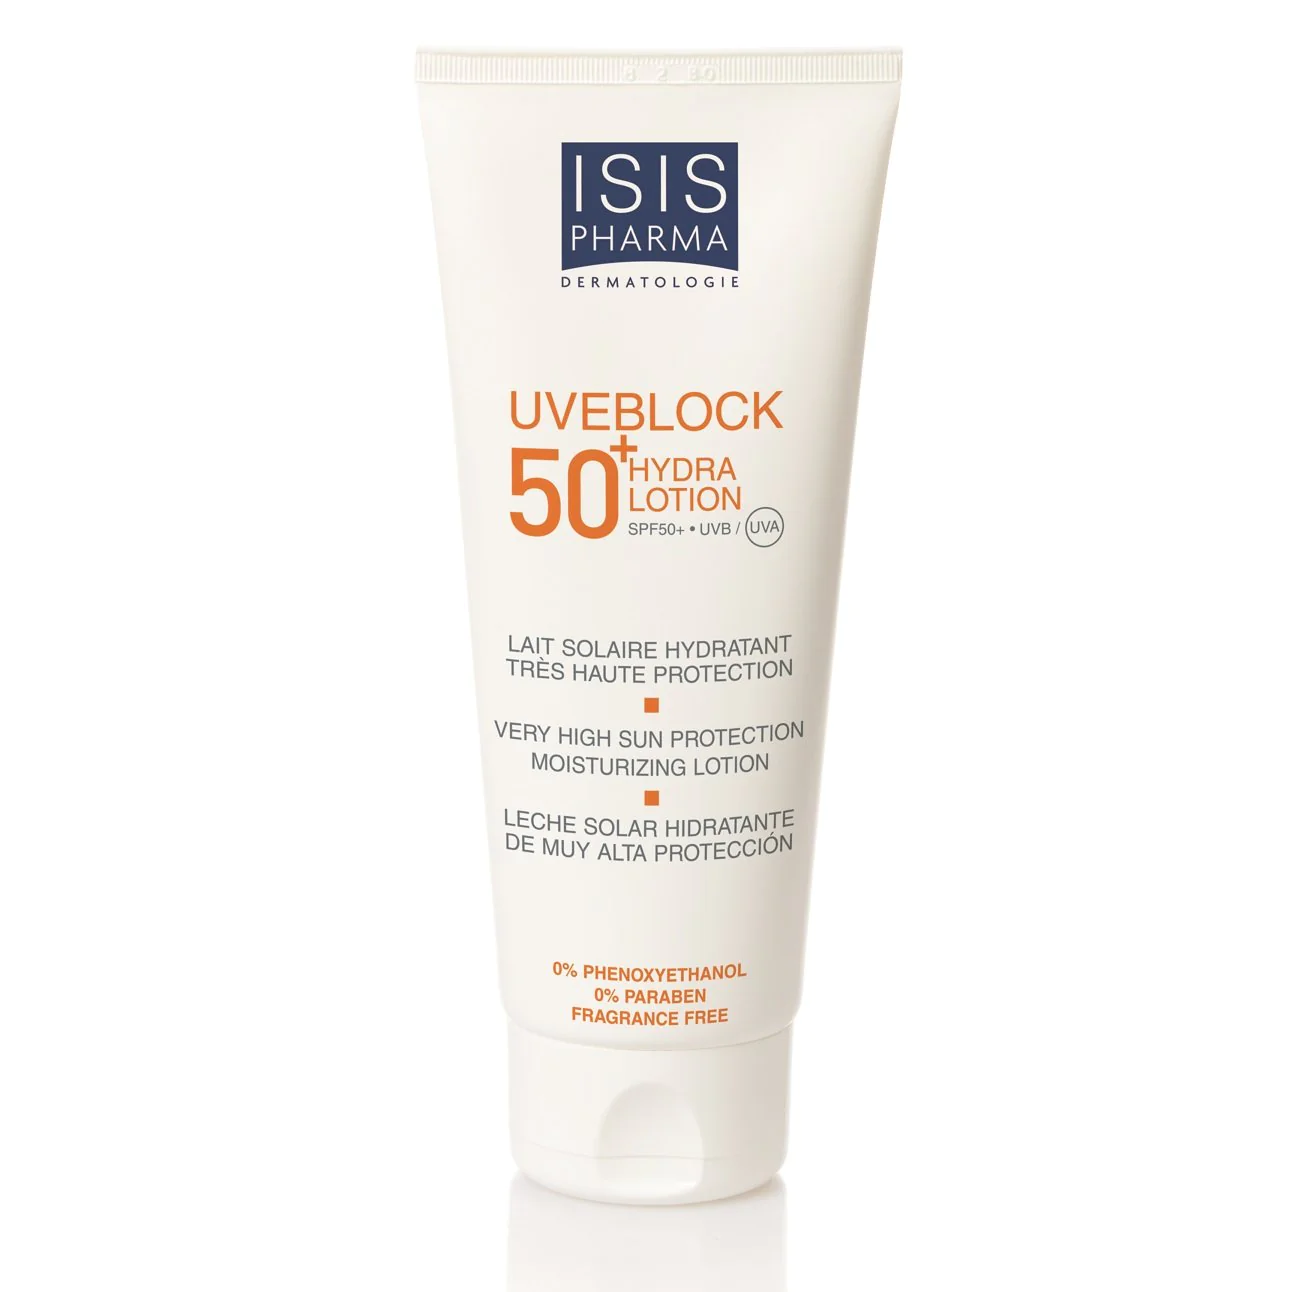 ISIS
PHARMA
DERMATOLOGIE
UVEBLOCK
50+ HYDRA
LOTION
SPF50+ • UVB / UVA
LAIT SOLAIRE HYDRATANT
TRÈS HAUTE PROTECTION
VERY HIGH SUN PROTECTION
MOISTURIZING LOTION
LECHE SOLAR HIDRATANTE
DE MUY ALTA PROTECCIÓN
0% PHENOXYETHANOL
0% PARABEN
FRAGRANCE FREE